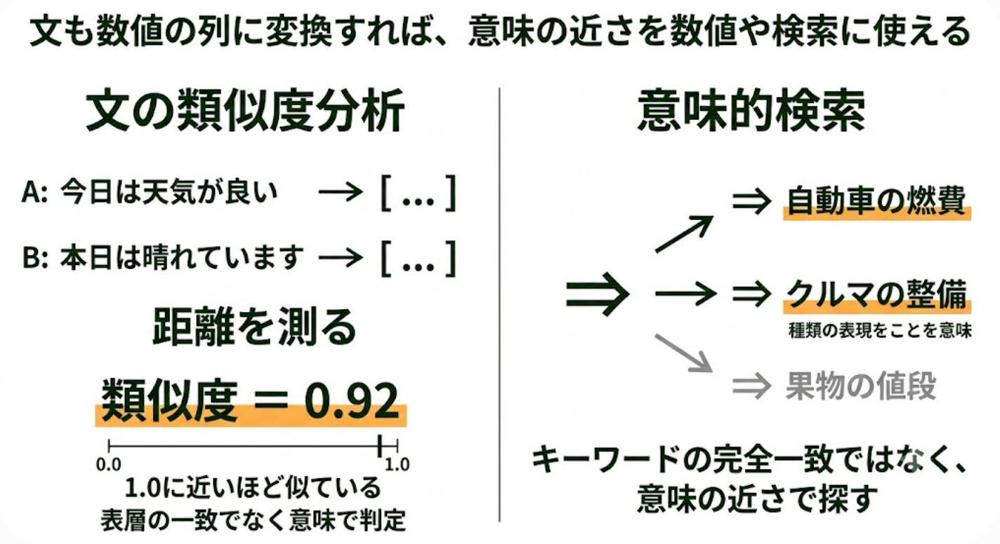 文も数値の列に変換すれば、意味の近さを数値や検索に使える
文の類似度分析
A: 今日は天気が良い → [ ... ]
B: 本日は晴れています → [ ... ]
距離を測る
類似度 = 0.92
0.0 1.0
1.0に近いほど似ている
表層の一致でなく意味で判定
意味的検索
⇒ 自動車の燃費
⇒ → ⇒ クルマの整備
種類の表現をことを意味
⇒ 果物の値段
キーワードの完全一致ではなく、
意味の近さで探す